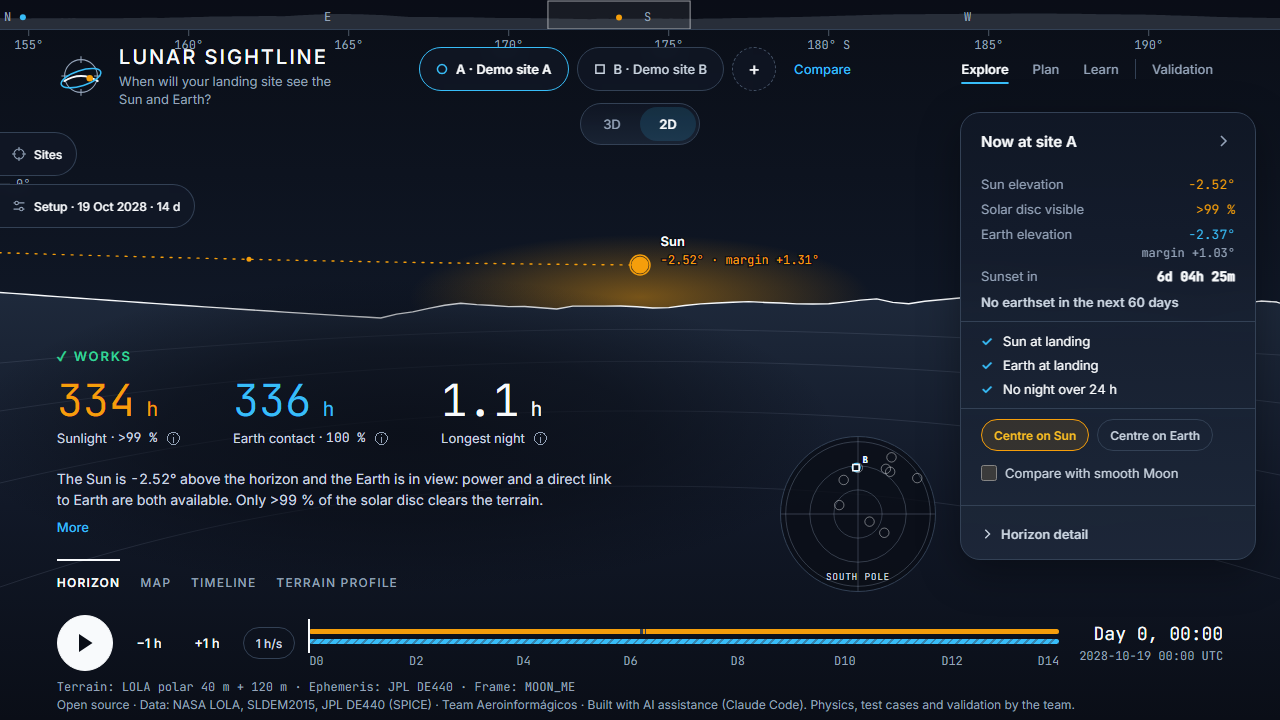 N E S W
155° 160° 165° 170° 175° 180° S 185° 190°
LUNAR SIGHTLINE
When will your landing site see the
Sun and Earth?
A · Demo site A
B · Demo site B
+
Compare
Explore Plan Learn Validation
3D 2D
Sites
0°
Setup · 19 Oct 2028 · 14 d
Sun
-2.52° · margin +1.31°
Now at site A
Sun elevation -2.52°
Solar disc visible >99 %
Earth elevation -2.37°
margin +1.03°
Sunset in 6d 04h 25m
No earthset in the next 60 days
✓ Sun at landing
✓ Earth at landing
✓ No night over 24 h
Centre on Sun Centre on Earth
Compare with smooth Moon
Horizon detail
✓ WORKS
334 h 336 h 1.1 h
Sunlight · >99 % ⓘ Earth contact · 100 % ⓘ Longest night ⓘ
The Sun is -2.52° above the horizon and the Earth is in view: power and a direct link
to Earth are both available. Only >99 % of the solar disc clears the terrain.
More
B
SOUTH POLE
HORIZON MAP TIMELINE TERRAIN PROFILE
−1 h +1 h 1 h/s
D0 D2 D4 D6 D8 D10 D12 D14
Day 0, 00:00
2028-10-19 00:00 UTC
Terrain: LOLA polar 40 m + 120 m · Ephemeris: JPL DE440 · Frame: MOON_ME
Open source · Data: NASA LOLA, SLDEM2015, JPL DE440 (SPICE) · Team Aeroinformágicos · Built with AI assistance (Claude Code). Physics, test cases and validation by the team.